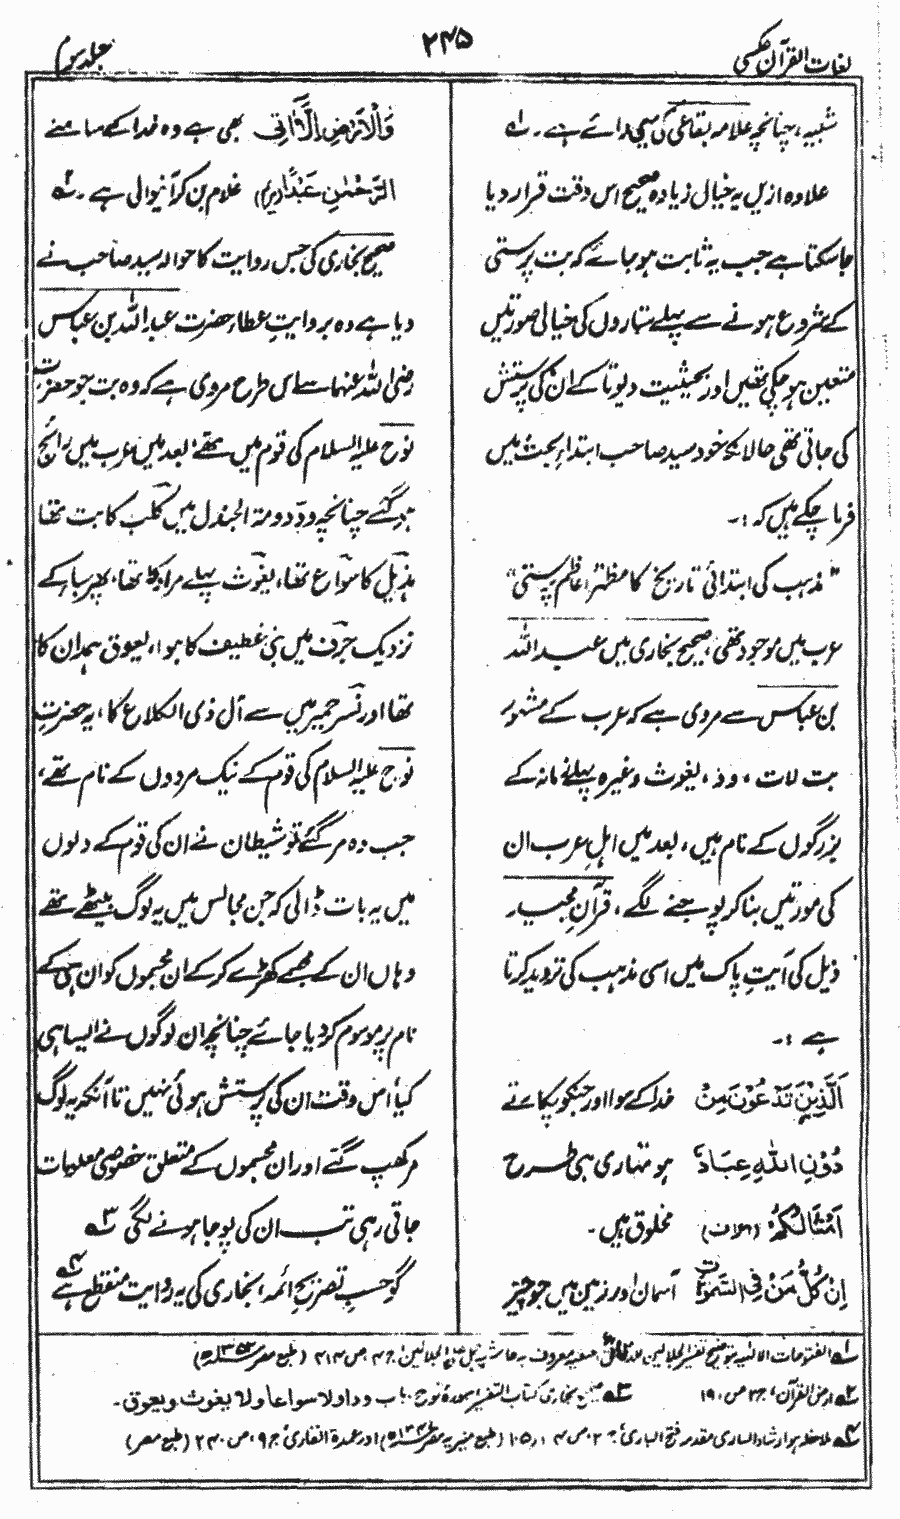 لغات القرآن عکسی
۲۴۵
جلد سوم
شبیہ، چنانچہ علامہ بقاعی کی یہی رائے ہے۔ لہ
علاوہ ازیں یہ خیال زیادہ صحیح اس وقت قرار دیا
جاسکتا ہے جب یہ ثابت ہو جائے کہ بت پرستی
کے شروع ہونے سے پہلے ستاروں کی خیالی صورتیں
متعین ہو چکی تھیں اور بحیثیت دیوتا کے ان کی پرستش
کی جاتی تھی حالانکہ خود سید صاحب ابتداءِ بحث میں
فرما چکے ہیں کہ :۔
"مذہب کی ابتدائی تاریخ کا مظہر اعظم پرستی"
عرب میں موجود تھی، صحیح بخاری میں عبد اللہ
بن عباس سے مروی ہے کہ عرب کے مشہور
بت لات، ود، یغوث وغیرہ پہلے زمانہ کے
بزرگوں کے نام ہیں، بعد میں اہلِ عرب ان
کی مورتیں بنا کر پوجنے لگے، قرآنِ مجید
ذیل کی آیتِ پاک میں اسی مذہب کی تردید کرتا
ہے :۔
اَلَّذِيْنَ تَدْعُوْنَ مِنْ خدا کے سوا اور جنکو پکارتے
دُوْنِ اللّٰهِ عِبَادٌ ہو تمہاری ہی طرح
اَمْثَالُكُمْ (اعراف) مخلوق ہیں۔
اِنْ كُلُّ مَنْ فِي السَّمٰوٰتِ آسمان اور زمین میں جو چیز
وَالْاَرْضِ اِلَّا اٰتِي بھی ہے وہ خدا کے سامنے
الرَّحْمٰنِ عَبْدًا (مریم) غلام بن کر آنیوالی ہے۔ ۲ہ
صحیح بخاری کی جس روایت کا حوالہ سید صاحب نے
دیا ہے وہ بروایتِ عطاء حضرت عبد اللہ بن عباس
رضی اللہ عنہما سے اس طرح مروی ہے کہ وہ بت جو حضرت
نوح علیہ السلام کی قوم میں تھے، بعد میں عرب میں رائج
ہو گئے چنانچہ ودّ دومۃ الجندل میں کلب کا بت تھا
ہذیل کا سواع تھا، یغوث پہلے مراد کا تھا، پھر سبا کے
نزدیک جرف میں بنی غطیف کا ہوا، یعوق ہمدان کا
تھا اور نسر حمیر میں سے آل ذی الکلاع کا، یہ حضرتِ
نوح علیہ السلام کی قوم کے نیک مردوں کے نام تھے،
جب وہ مر گئے تو شیطان نے ان کی قوم کے دلوں
میں یہ بات ڈالی کہ جن مجالس میں یہ لوگ بیٹھے تھے
وہاں ان کے مجسمے کھڑے کر کے ان مجسموں کو ان ہی کے
نام پر موسوم کر دیا جائے چنانچہ ان لوگوں نے ایسا ہی
کیا، اس وقت ان کی پرستش ہوئی نہیں تا آنکہ یہ لوگ
مر کھپ گئے اور ان مجسموں کے متعلق خصوصی معلومات
جاتی رہی تب ان کی پوجا ہونے لگی ۳ہ
گو حسبِ تصریح ائمہ بخاری کی یہ روایت منقطع ہے ۴ہ
لہ الفتوحات الالٰہیہ بتوضیح تفسیر الجلالین للدقائق الخفیہ معروف بہ حاشیہ جمل علی الجلالین ج ۴ ص ۴۱۴ (طبع مصر ۱۳۵۳ھ)
۲ہ ارض القرآن ج ۲ ص ۱۹۰ ۳ہ صحیح بخاری کتاب التفسیر سورۂ نوح، باب ودا ولا سواعا ولا یغوث ویعوق۔
۴ہ ملاحظہ ہو ارشاد الساری مقدمہ فتح الباری ج ۲ ص ۱۰۵ (طبع منیریہ مصر) اور عمدۃ القاری ج ۹ ص ۲۴۰ (طبع مصر)